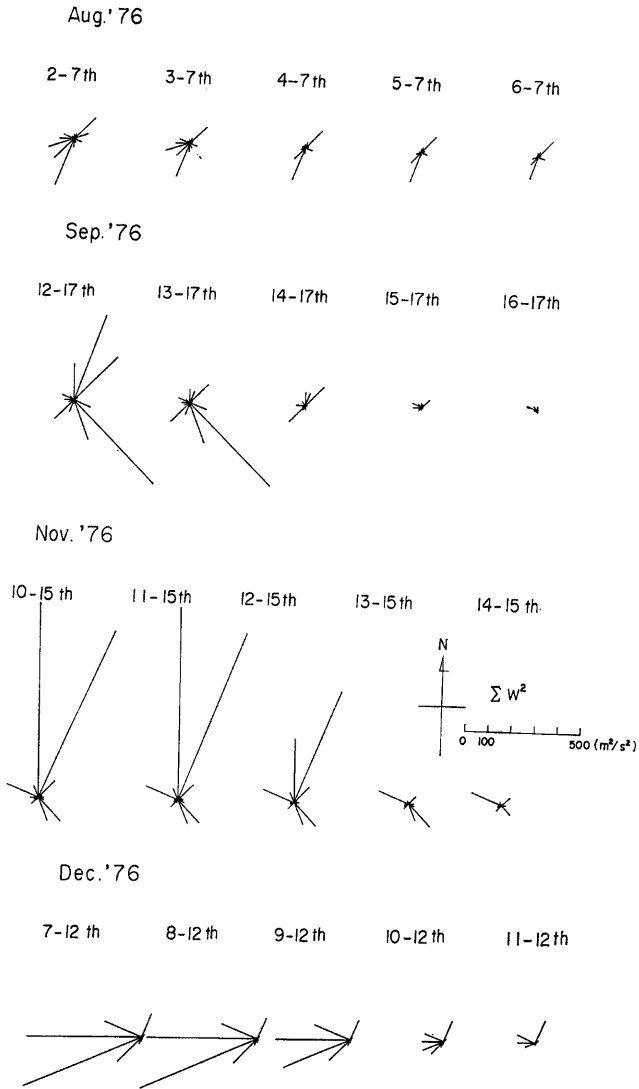 Aug.'76
2-7th 3-7th 4-7th 5-7th 6-7th
Sep.'76
12-17th 13-17th 14-17th 15-17th 16-17th
Nov.'76
10-15th 11-15th 12-15th 13-15th 14-15th.
N
Σ W²
0 100 500 (m²/s²)
Dec.'76
7-12th 8-12th 9-12th 10-12th 11-12th